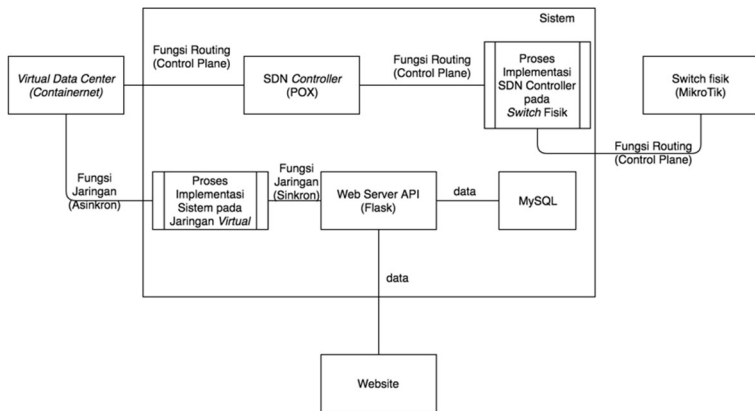 Sistem
Fungsi Routing
(Control Plane)
Fungsi Routing
(Control Plane)
Virtual Data Center
(Containernet)
SDN Controller
(POX)
Proses
Implementasi
SDN Controller
pada
Switch Fisik
Switch fisik
(MikroTik)
Fungsi Routing
(Control Plane)
Fungsi
Jaringan
(Asinkron)
Proses
Implementasi
Sistem pada
Jaringan Virtual
Fungsi
Jaringan
(Sinkron)
Web Server API
(Flask)
data
MySQL
data
Website